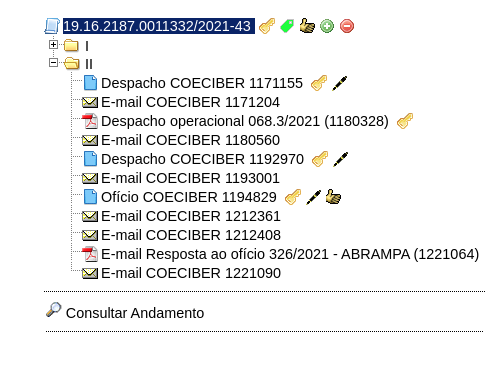 19.16.2187.0011332/2021-43
I
II
Despacho COECIBER 1171155
E-mail COECIBER 1171204
Despacho operacional 068.3/2021 (1180328)
E-mail COECIBER 1180560
Despacho COECIBER 1192970
E-mail COECIBER 1193001
Ofício COECIBER 1194829
E-mail COECIBER 1212361
E-mail COECIBER 1212408
E-mail Resposta ao ofício 326/2021 - ABRAMPA (1221064)
E-mail COECIBER 1221090
Consultar Andamento